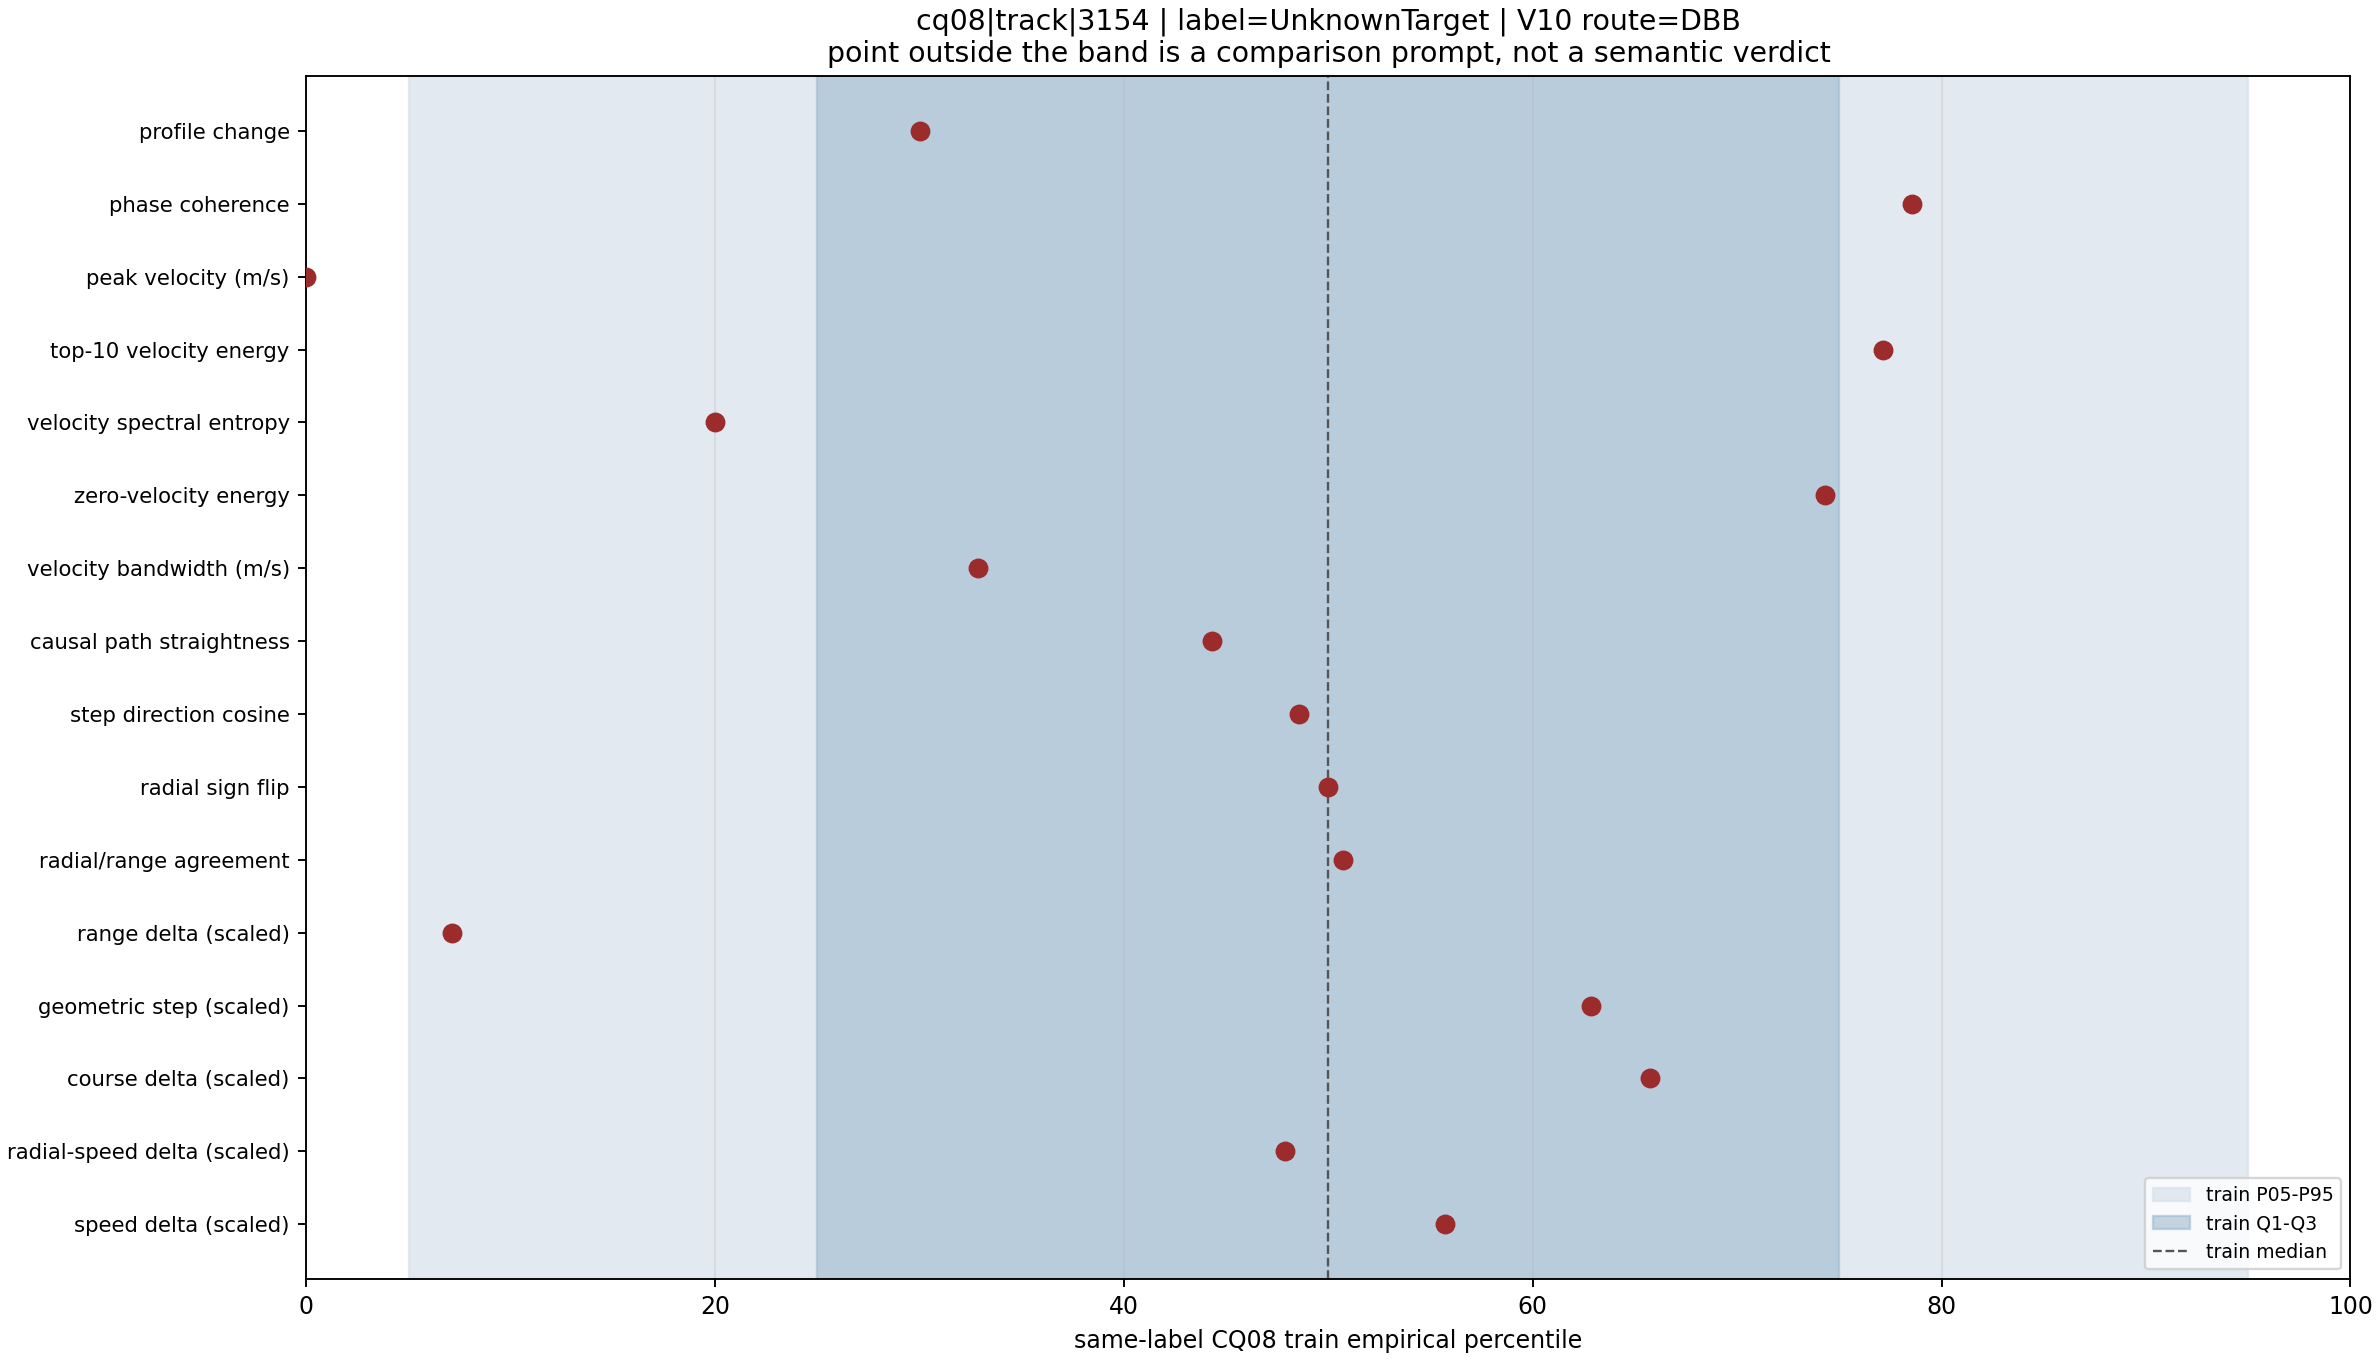 cq08|track|3154 | label=UnknownTarget | V10 route=DBB
point outside the band is a comparison prompt, not a semantic verdict
profile change
phase coherence
peak velocity (m/s)
top-10 velocity energy
velocity spectral entropy
zero-velocity energy
velocity bandwidth (m/s)
causal path straightness
step direction cosine
radial sign flip
radial/range agreement
range delta (scaled)
geometric step (scaled)
course delta (scaled)
radial-speed delta (scaled)
speed delta (scaled)
train P05-P95
train Q1-Q3
train median
0 20 40 60 80 100
same-label CQ08 train empirical percentile